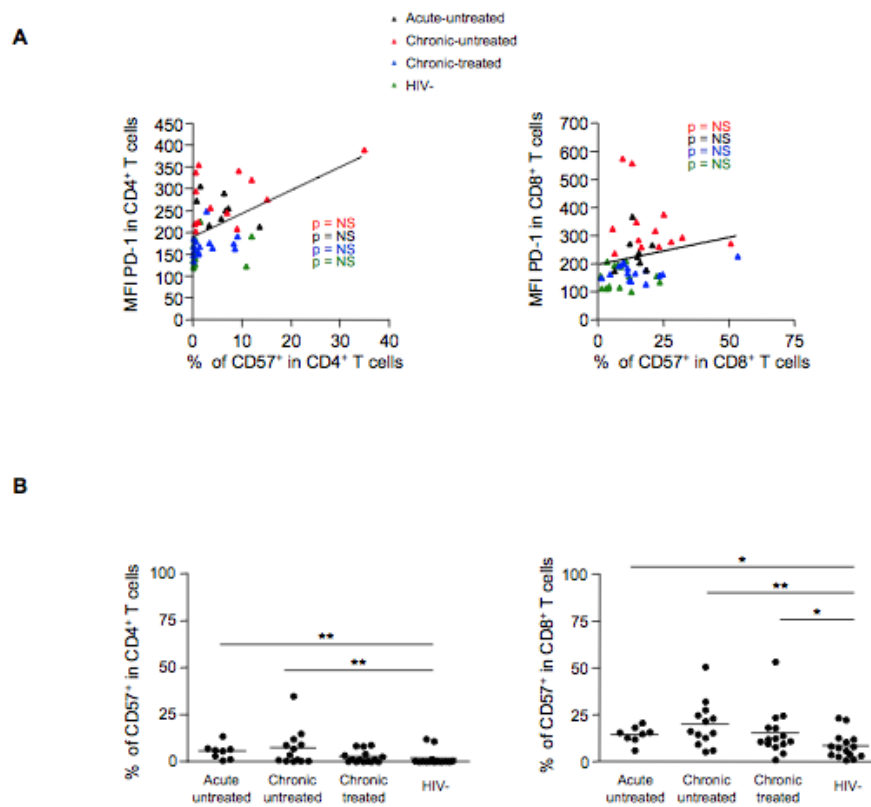 A
Acute-untreated
Chronic-untreated
Chronic-treated
HIV-
MFI PD-1 in CD4⁺ T cells
450
400
350
300
250
200
150
100
50
0
p = NS
p = NS
p = NS
p = NS
0 10 20 30 40
% of CD57⁺ in CD4⁺ T cells
MFI PD-1 in CD8⁺ T cells
700
600
500
400
300
200
100
0
p = NS
p = NS
p = NS
p = NS
0 25 50 75
% of CD57⁺ in CD8⁺ T cells
B
% of CD57⁺ in CD4⁺ T cells
100
75
50
25
0
**
**
Acute untreated
Chronic untreated
Chronic treated
HIV-
% of CD57⁺ in CD8⁺ T cells
100
75
50
25
0
*
**
*
Acute untreated
Chronic untreated
Chronic treated
HIV-